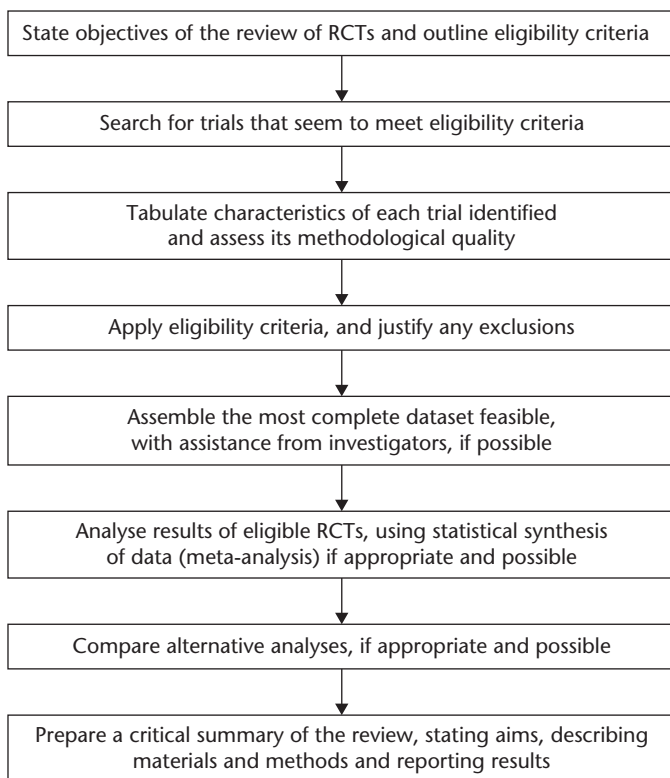 State objectives of the review of RCTs and outline eligibility criteria
Search for trials that seem to meet eligibility criteria
Tabulate characteristics of each trial identified
and assess its methodological quality
Apply eligibility criteria, and justify any exclusions
Assemble the most complete dataset feasible,
with assistance from investigators, if possible
Analyse results of eligible RCTs, using statistical synthesis
of data (meta-analysis) if appropriate and possible
Compare alternative analyses, if appropriate and possible
Prepare a critical summary of the review, stating aims, describing
materials and methods and reporting results